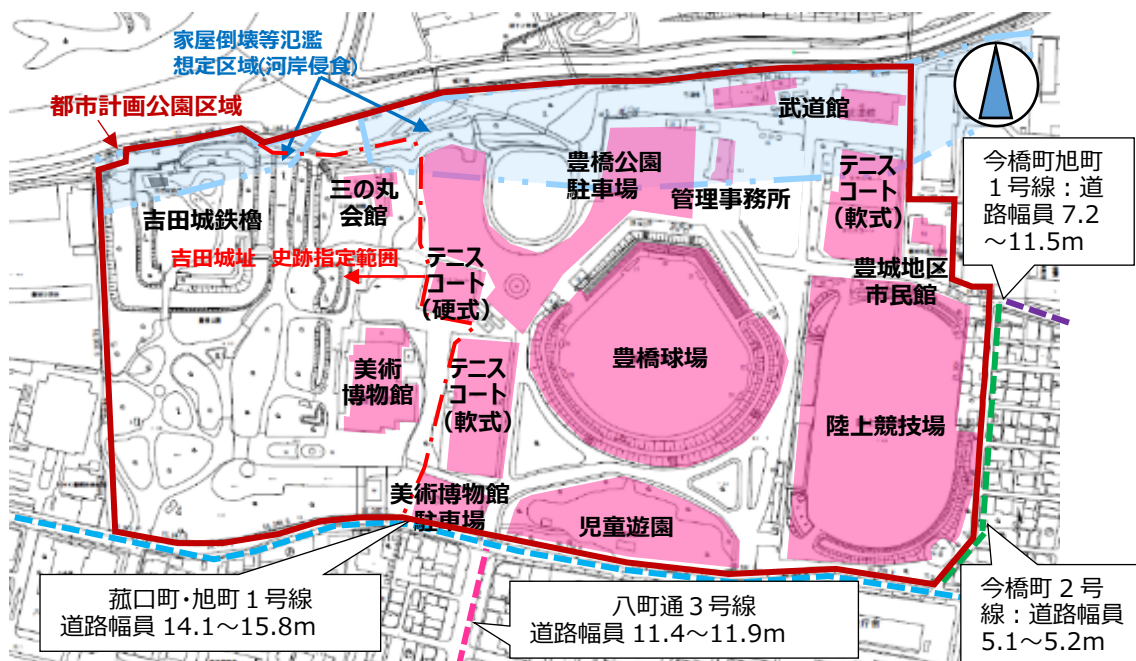 家屋倒壊等氾濫
想定区域(河岸侵食)
都市計画公園区域
武道館
豊橋公園
駐車場
管理事務所
テニス
コート
（軟式）
今橋町旭町
１号線：道
路幅員 7.2
～11.5m
三の丸
会館
吉田城鉄櫓
吉田城址 史跡指定範囲
テニス
コート
（硬式）
豊城地区
市民館
美術
博物館
テニス
コート
（軟式）
豊橋球場
陸上競技場
美術博物館
駐車場
児童遊園
菰口町・旭町１号線
道路幅員 14.1～15.8m
八町通３号線
道路幅員 11.4～11.9m
今橋町２号
線：道路幅員
5.1～5.2m